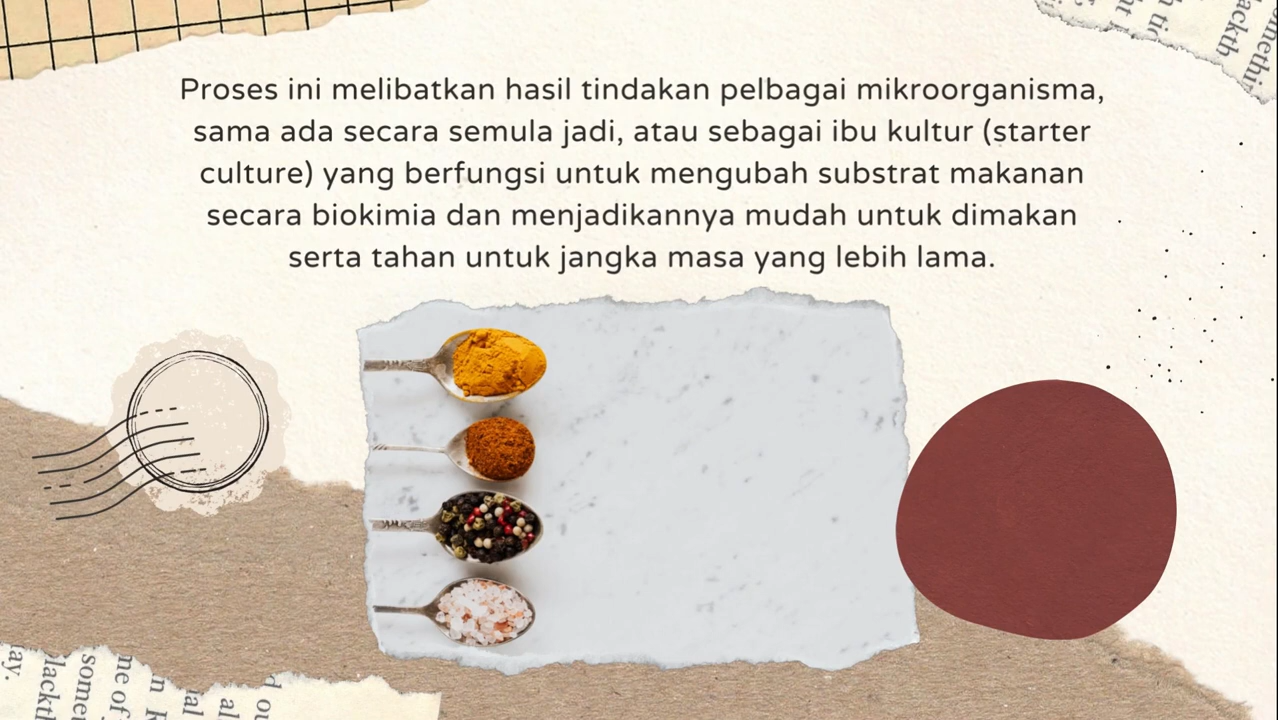 Proses ini melibatkan hasil tindakan pelbagai mikroorganisma,
sama ada secara semula jadi, atau sebagai ibu kultur (starter
culture) yang berfungsi untuk mengubah substrat makanan
secara biokimia dan menjadikannya mudah untuk dimakan
serta tahan untuk jangka masa yang lebih lama.